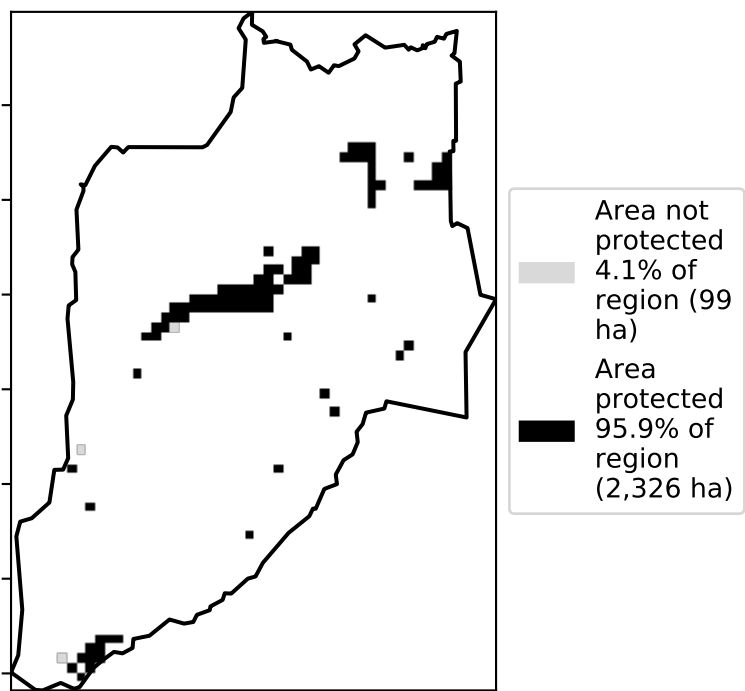 Area not
protected
4.1% of
region (99
ha)
Area
protected
95.9% of
region
(2,326 ha)